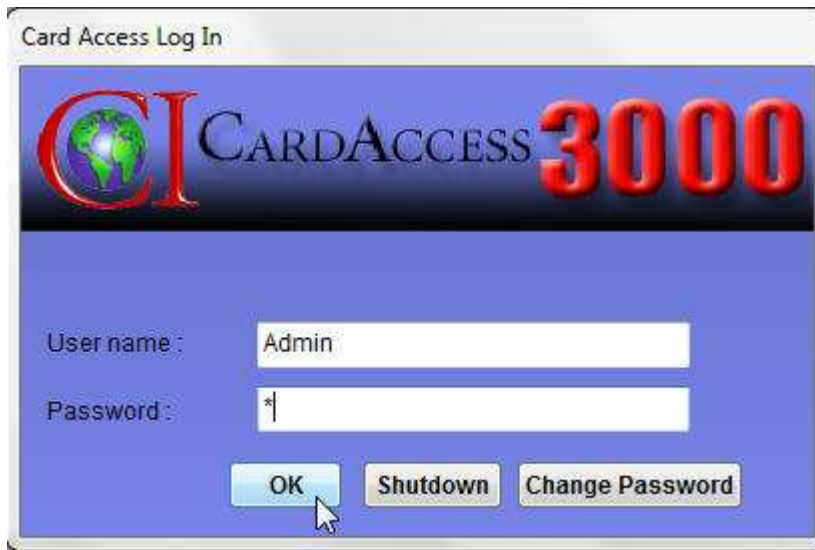 Card Access Log In
CI CARDACCESS 3000
User name :
Admin
Password :
*
OK
Shutdown
Change Password